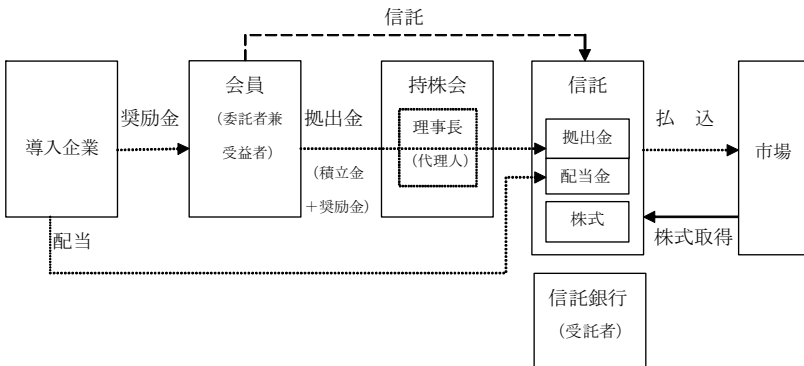 信託
導入企業
奨励金
会員
(委託者兼
受益者)
拠出金
(積立金
+奨励金)
持株会
理事長
(代理人)
信託
拠出金
配当金
株式
払 込
株式取得
市場
配当
信託銀行
(受託者)